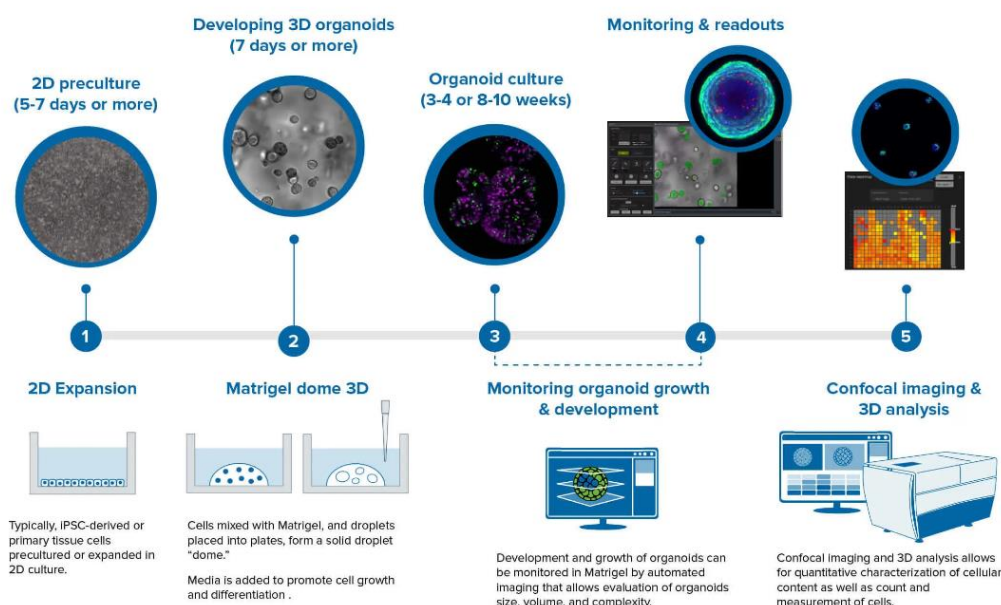 2D preculture
(5-7 days or more)
Developing 3D organoids
(7 days or more)
Organoid culture
(3-4 or 8-10 weeks)
Monitoring & readouts
1
2
3
4
5
2D Expansion
Typically, iPSC-derived or
primary tissue cells
precultured or expanded in
2D culture.
Matrigel dome 3D
Cells mixed with Matrigel, and droplets
placed into plates, form a solid droplet
“dome.”
Media is added to promote cell growth
and differentiation .
Monitoring organoid growth
& development
Development and growth of organoids can
be monitored in Matrigel by automated
imaging that allows evaluation of organoids
size, volume, and complexity.
Confocal imaging &
3D analysis
Confocal imaging and 3D analysis allows
for quantitative characterization of cellular
content as well as count and
measurement of cells.